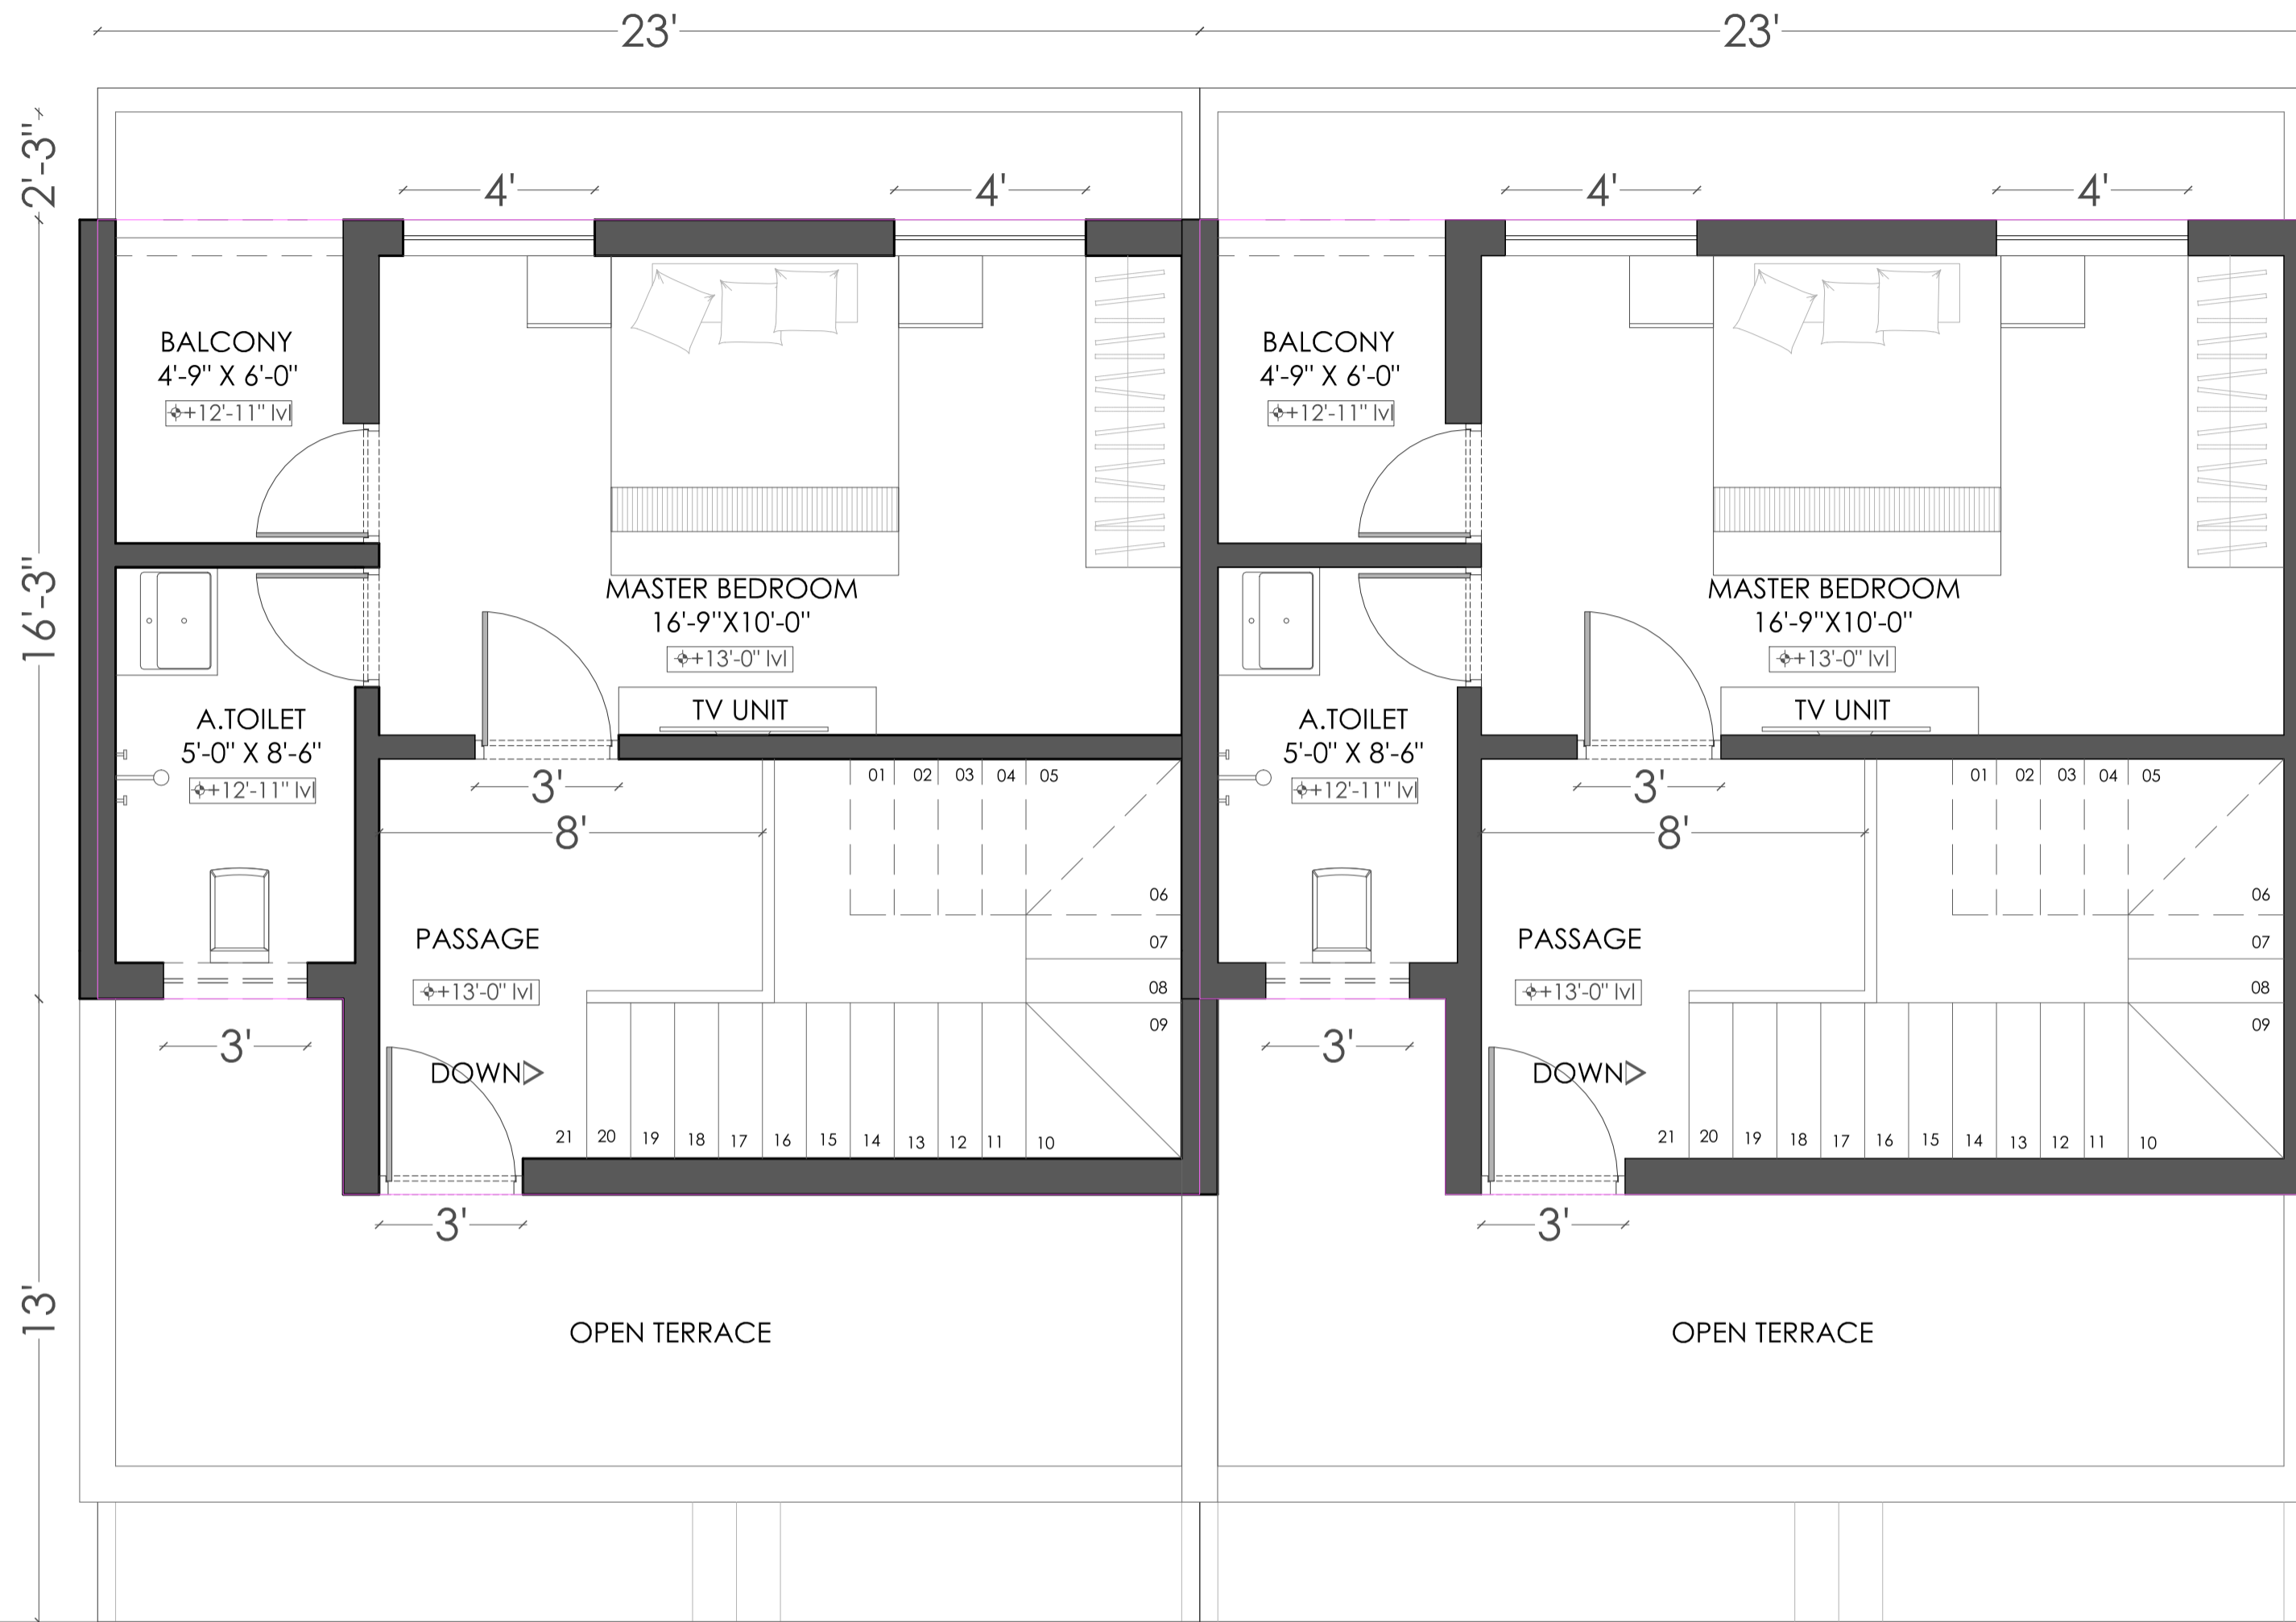 23'
23'
2'-3"
4'
4'
4'
4'
16'-3"
BALCONY
4'-9" X 6'-0"
+12'-11" lvl
MASTER BEDROOM
16'-9"X10'-0"
+13'-0" lvl
TV UNIT
A.TOILET
5'-0" X 8'-6"
+12'-11" lvl
3'
8'
01 02 03 04 05
06
07
08
09
PASSAGE
+13'-0" lvl
DOWN
21 20 19 18 17 16 15 14 13 12 11 10
3'
3'
OPEN TERRACE
BALCONY
4'-9" X 6'-0"
+12'-11" lvl
MASTER BEDROOM
16'-9"X10'-0"
+13'-0" lvl
TV UNIT
A.TOILET
5'-0" X 8'-6"
+12'-11" lvl
3'
8'
01 02 03 04 05
06
07
08
09
PASSAGE
+13'-0" lvl
DOWN
21 20 19 18 17 16 15 14 13 12 11 10
3'
3'
OPEN TERRACE
13'